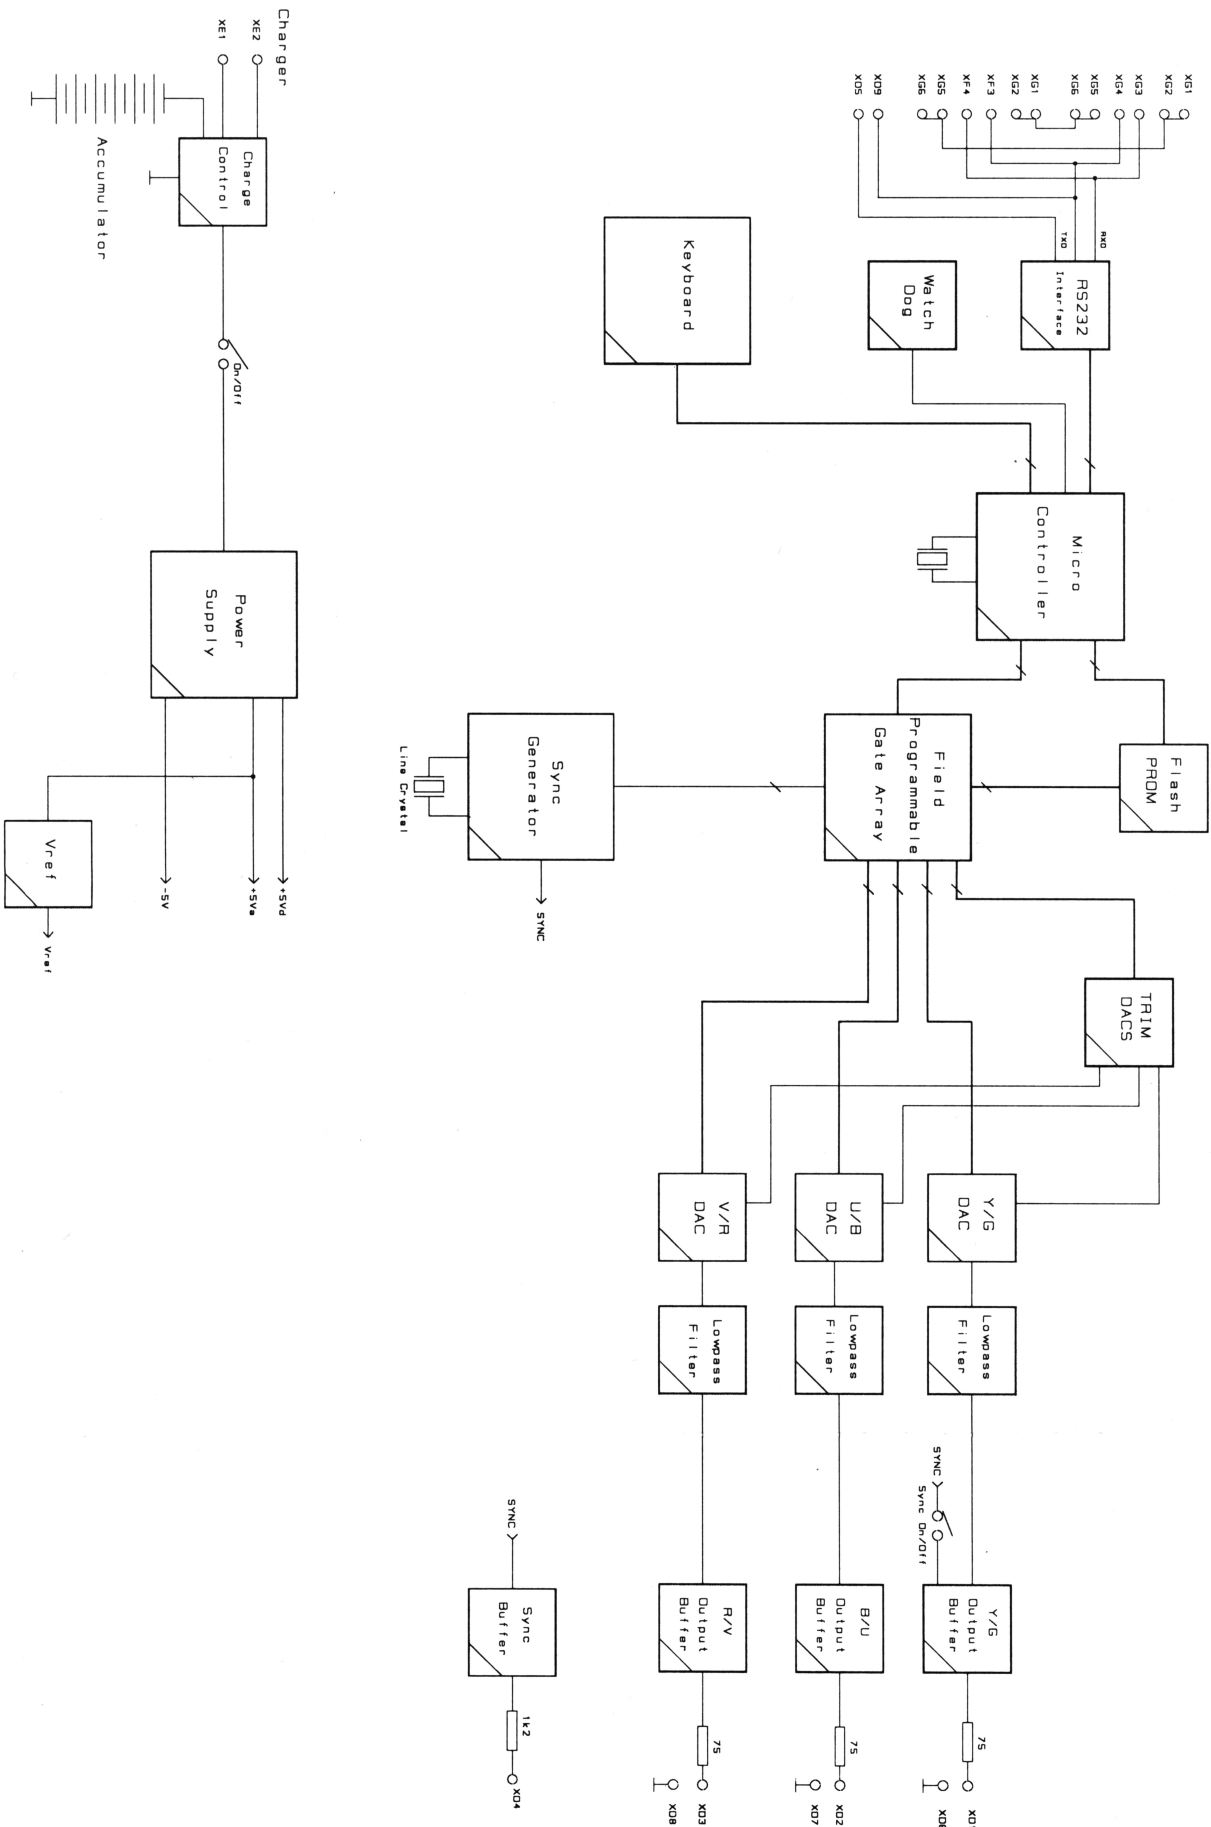 XG1
XG2
XG3
XG4
XG5
XG6
XG1
XG2
XF3
XF4
XG5
XG6
XD9
XD5
RXD
TXD
RS232
Interface
Watch
Dog
Keyboard
Micro
Controller
Flash
PROM
Field
Programmable
Gate Array
Sync
Generator
Line Crystal
SYNC
TRIM
DACS
Y/G
DAC
U/B
DAC
V/R
DAC
Lowpass
Filter
Lowpass
Filter
Lowpass
Filter
SYNC
Sync On/Off
Y/G
Output
Buffer
B/U
Output
Buffer
R/V
Output
Buffer
SYNC
Sync
Buffer
75
75
75
1k2
XD2
XD7
XD3
XD8
XD4
Charger
XE2
XE1
Accumulator
Charge
Control
On/Off
Power
Supply
+5Vd
+5Va
-5V
Vref
Vref